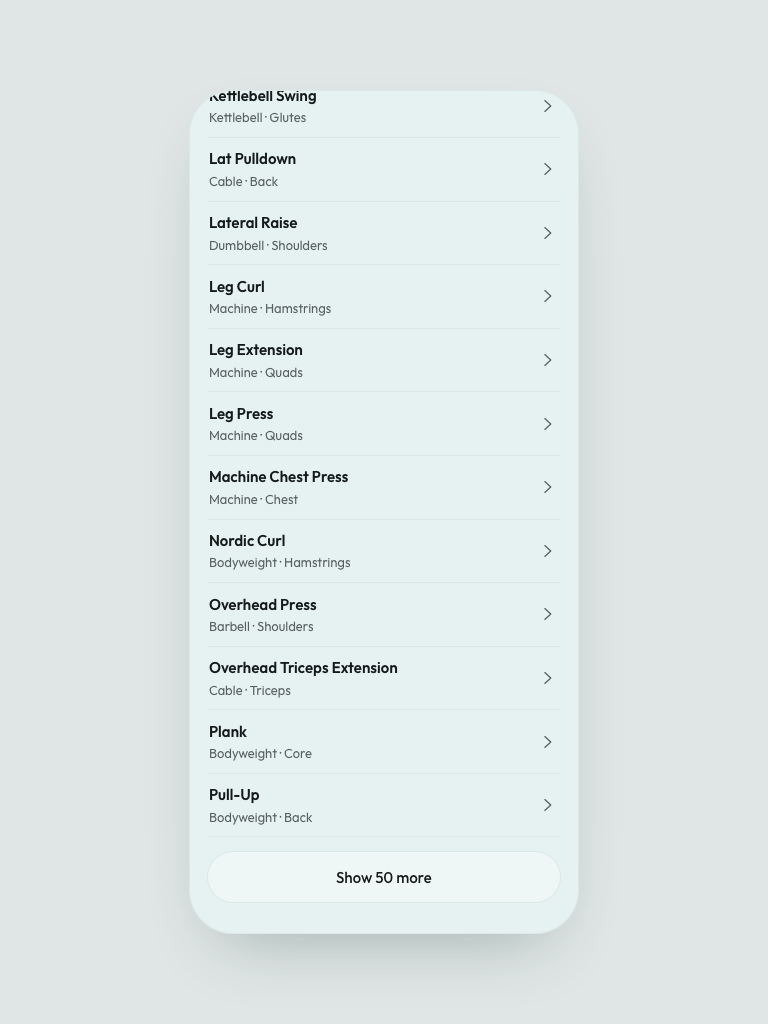 Kettlebell Swing
Kettlebell · Glutes
Lat Pulldown
Cable · Back
Lateral Raise
Dumbbell · Shoulders
Leg Curl
Machine · Hamstrings
Leg Extension
Machine · Quads
Leg Press
Machine · Quads
Machine Chest Press
Machine · Chest
Nordic Curl
Bodyweight · Hamstrings
Overhead Press
Barbell · Shoulders
Overhead Triceps Extension
Cable · Triceps
Plank
Bodyweight · Core
Pull-Up
Bodyweight · Back
Show 50 more